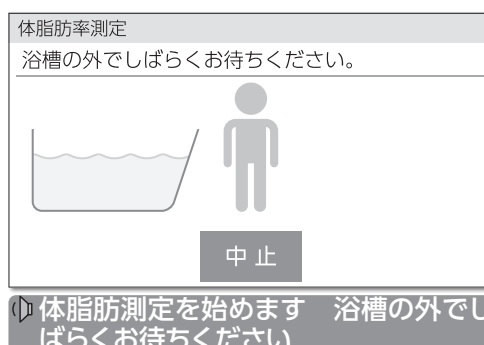 体脂肪率測定
浴槽の外でしばらくお待ちください。
中止
体脂肪測定を始めます　浴槽の外でし
ばらくお待ちください